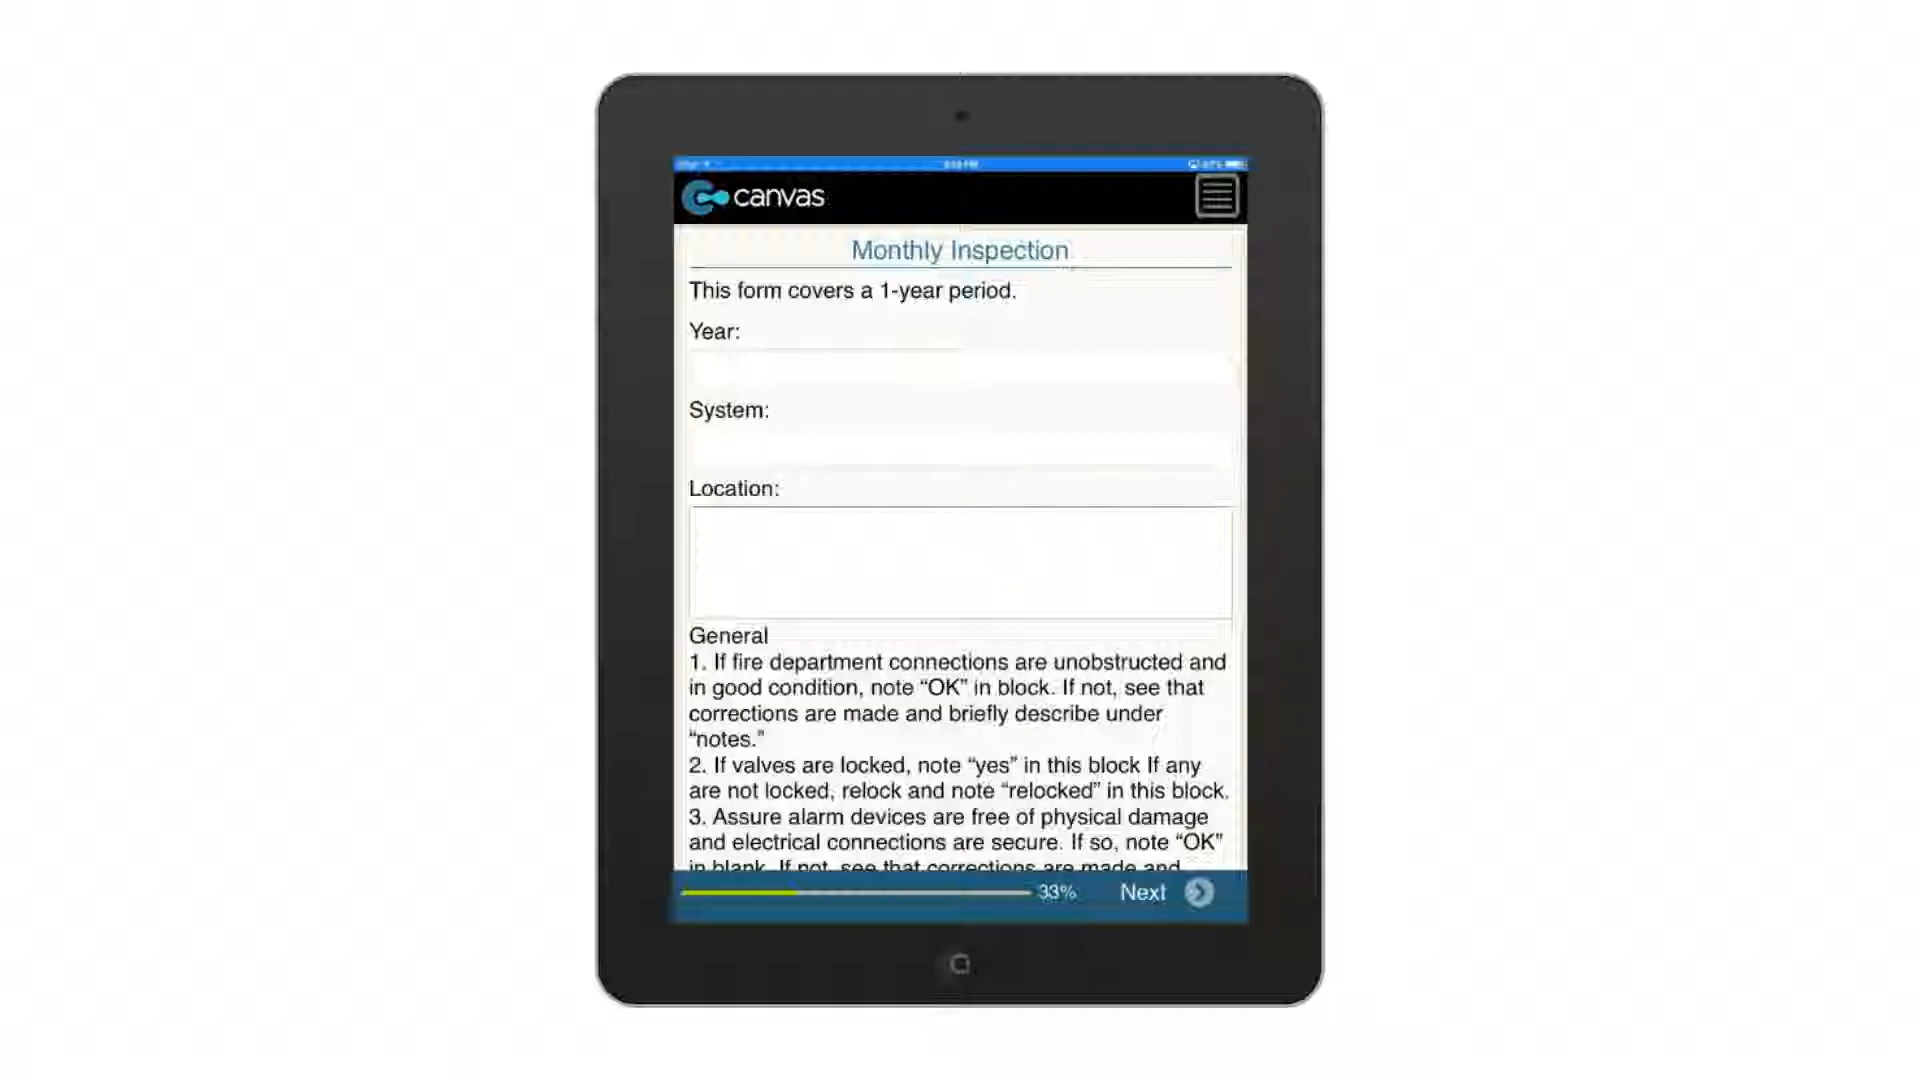 canvas
Monthly Inspection
This form covers a 1-year period.
Year:
System:
Location:
General
1. If fire department connections are unobstructed and
in good condition, note “OK” in block. If not, see that
corrections are made and briefly describe under
“notes.”
2. If valves are locked, note “yes” in this block If any
are not locked, relock and note “relocked” in this block.
3. Assure alarm devices are free of physical damage
and electrical connections are secure. If so, note “OK”
in blank. If not, see that corrections are made and
33% Next